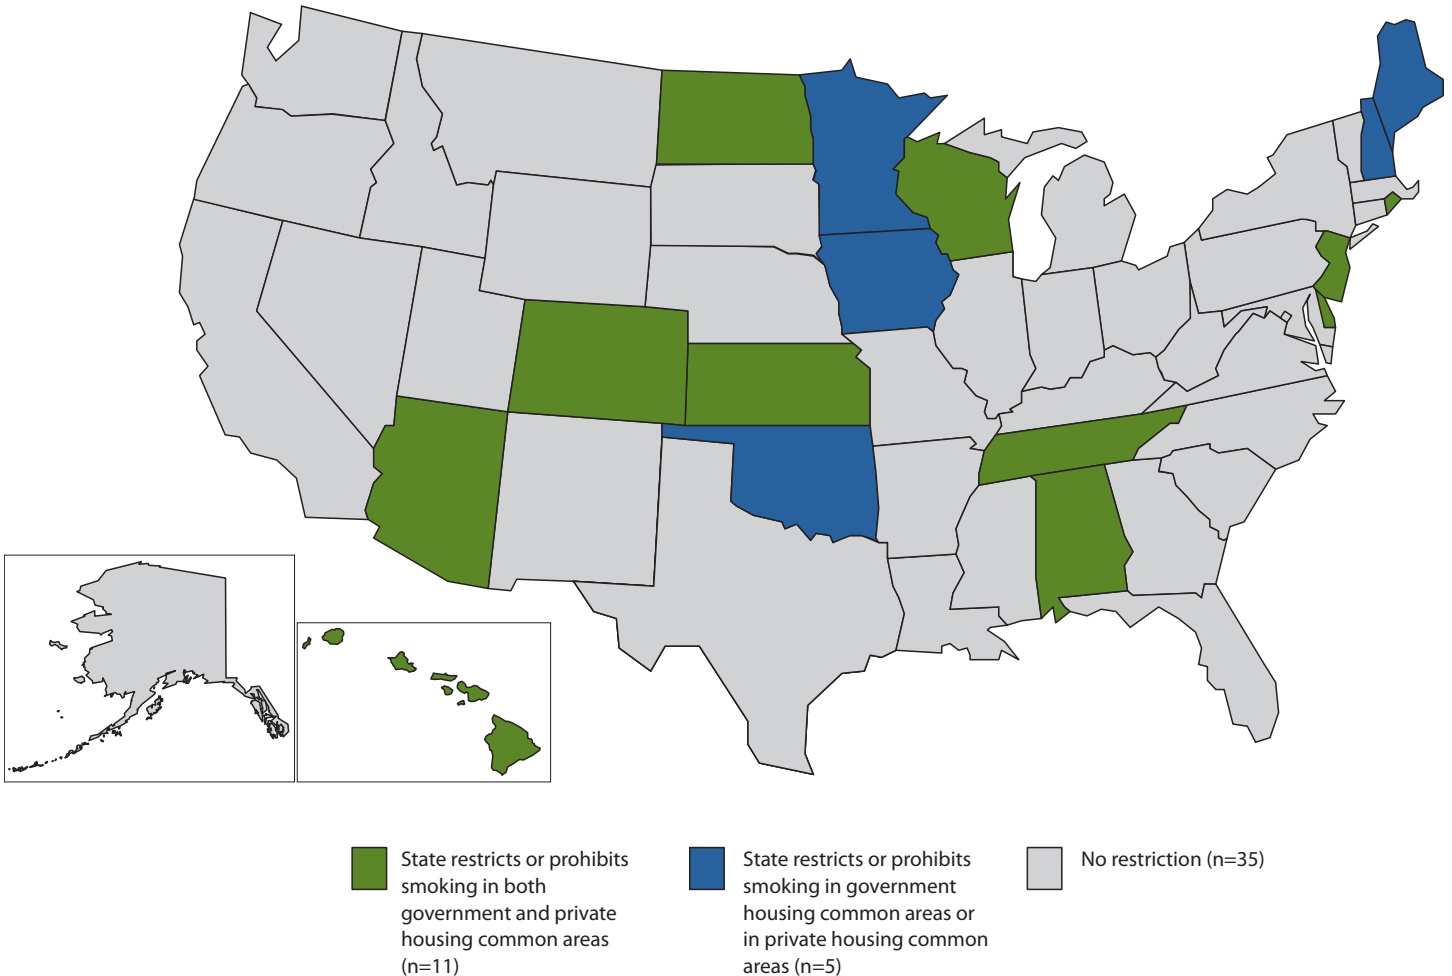 State restricts or prohibits
smoking in both
government and private
housing common areas
(n=11)
State restricts or prohibits
smoking in government
housing common areas or
in private housing common
areas (n=5)
No restriction (n=35)